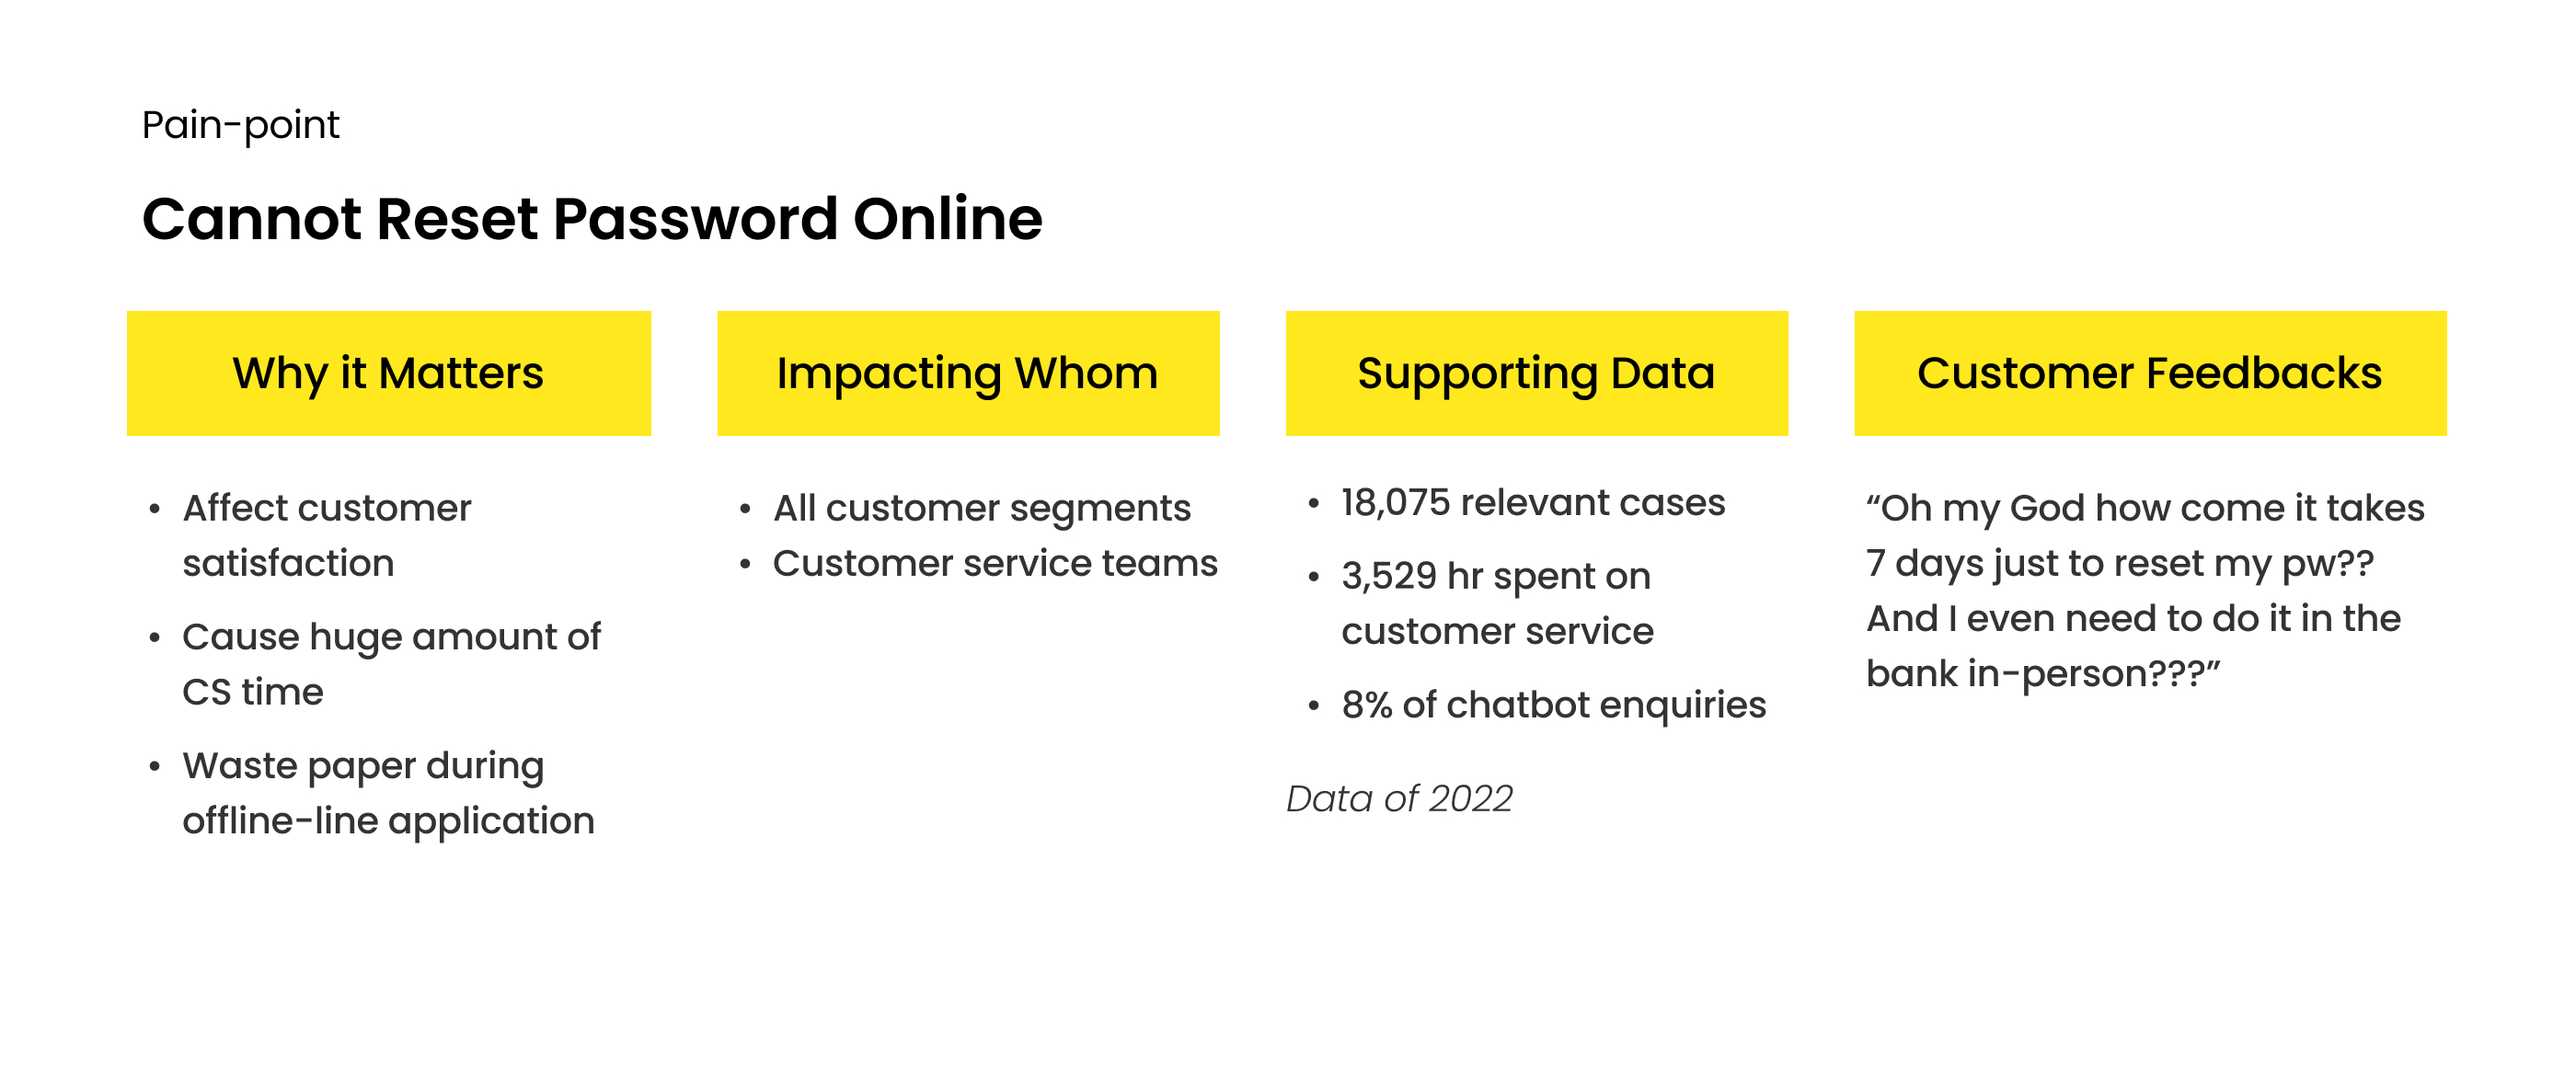 Pain-point
Cannot Reset Password Online
Why it Matters
• Affect customer
satisfaction
• Cause huge amount of
CS time
• Waste paper during
offline-line application
Impacting Whom
• All customer segments
• Customer service teams
Supporting Data
• 18,075 relevant cases
• 3,529 hr spent on
customer service
• 8% of chatbot enquiries
Data of 2022
Customer Feedbacks
“Oh my God how come it takes
7 days just to reset my pw??
And I even need to do it in the
bank in-person???”